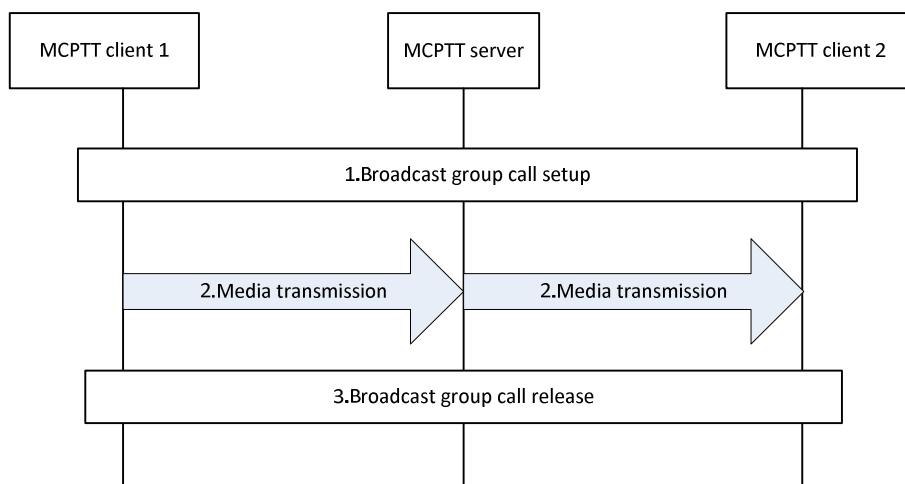 MCPTT client 1
MCPTT server
MCPTT client 2
1.Broadcast group call setup
2.Media transmission
2.Media transmission
3.Broadcast group call release